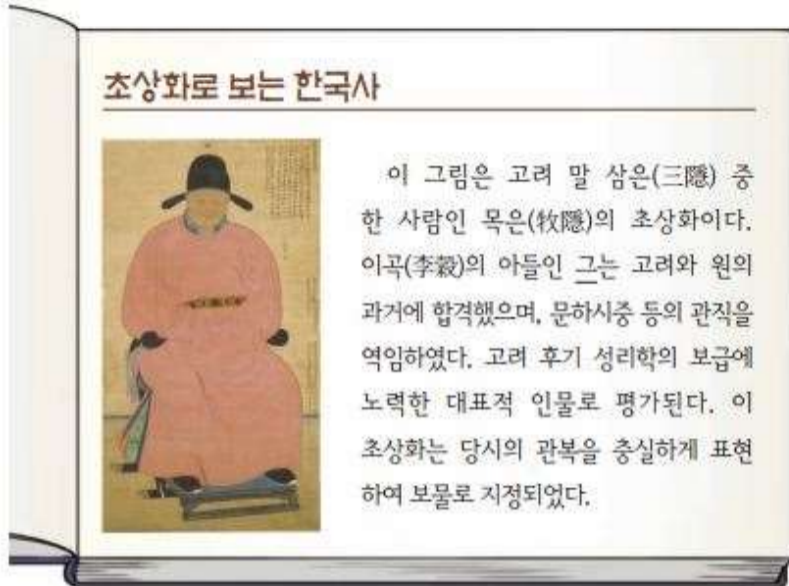 초상화로 보는 한국사
이 그림은 고려 말 삼은(三隱) 중
한 사람인 목은(牧隱)의 초상화이다.
이곡(李穀)의 아들인 그는 고려와 원의
과거에 합격했으며, 문하시중 등의 관직을
역임하였다. 고려 후기 성리학의 보급에
노력한 대표적 인물로 평가된다. 이
초상화는 당시의 관복을 충실하게 표현
하여 보물로 지정되었다.